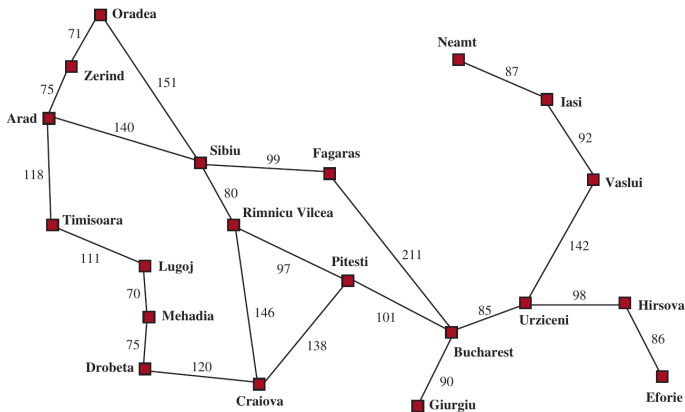 Oradea
71
Neamt
Zerind
87
151
75
Iasi
Arad
140
92
Sibiu
Fagaras
99
118
Vaslui
80
Timisoara
Rimnicu Vilcea
142
111
211
Lugoj
97
Pitesti
70
98
Hirsova
146
101
85
Mehadia
Urziceni
75
138
86
Bucharest
Drobeta
120
90
Craiova
Eforie
Giurgiu